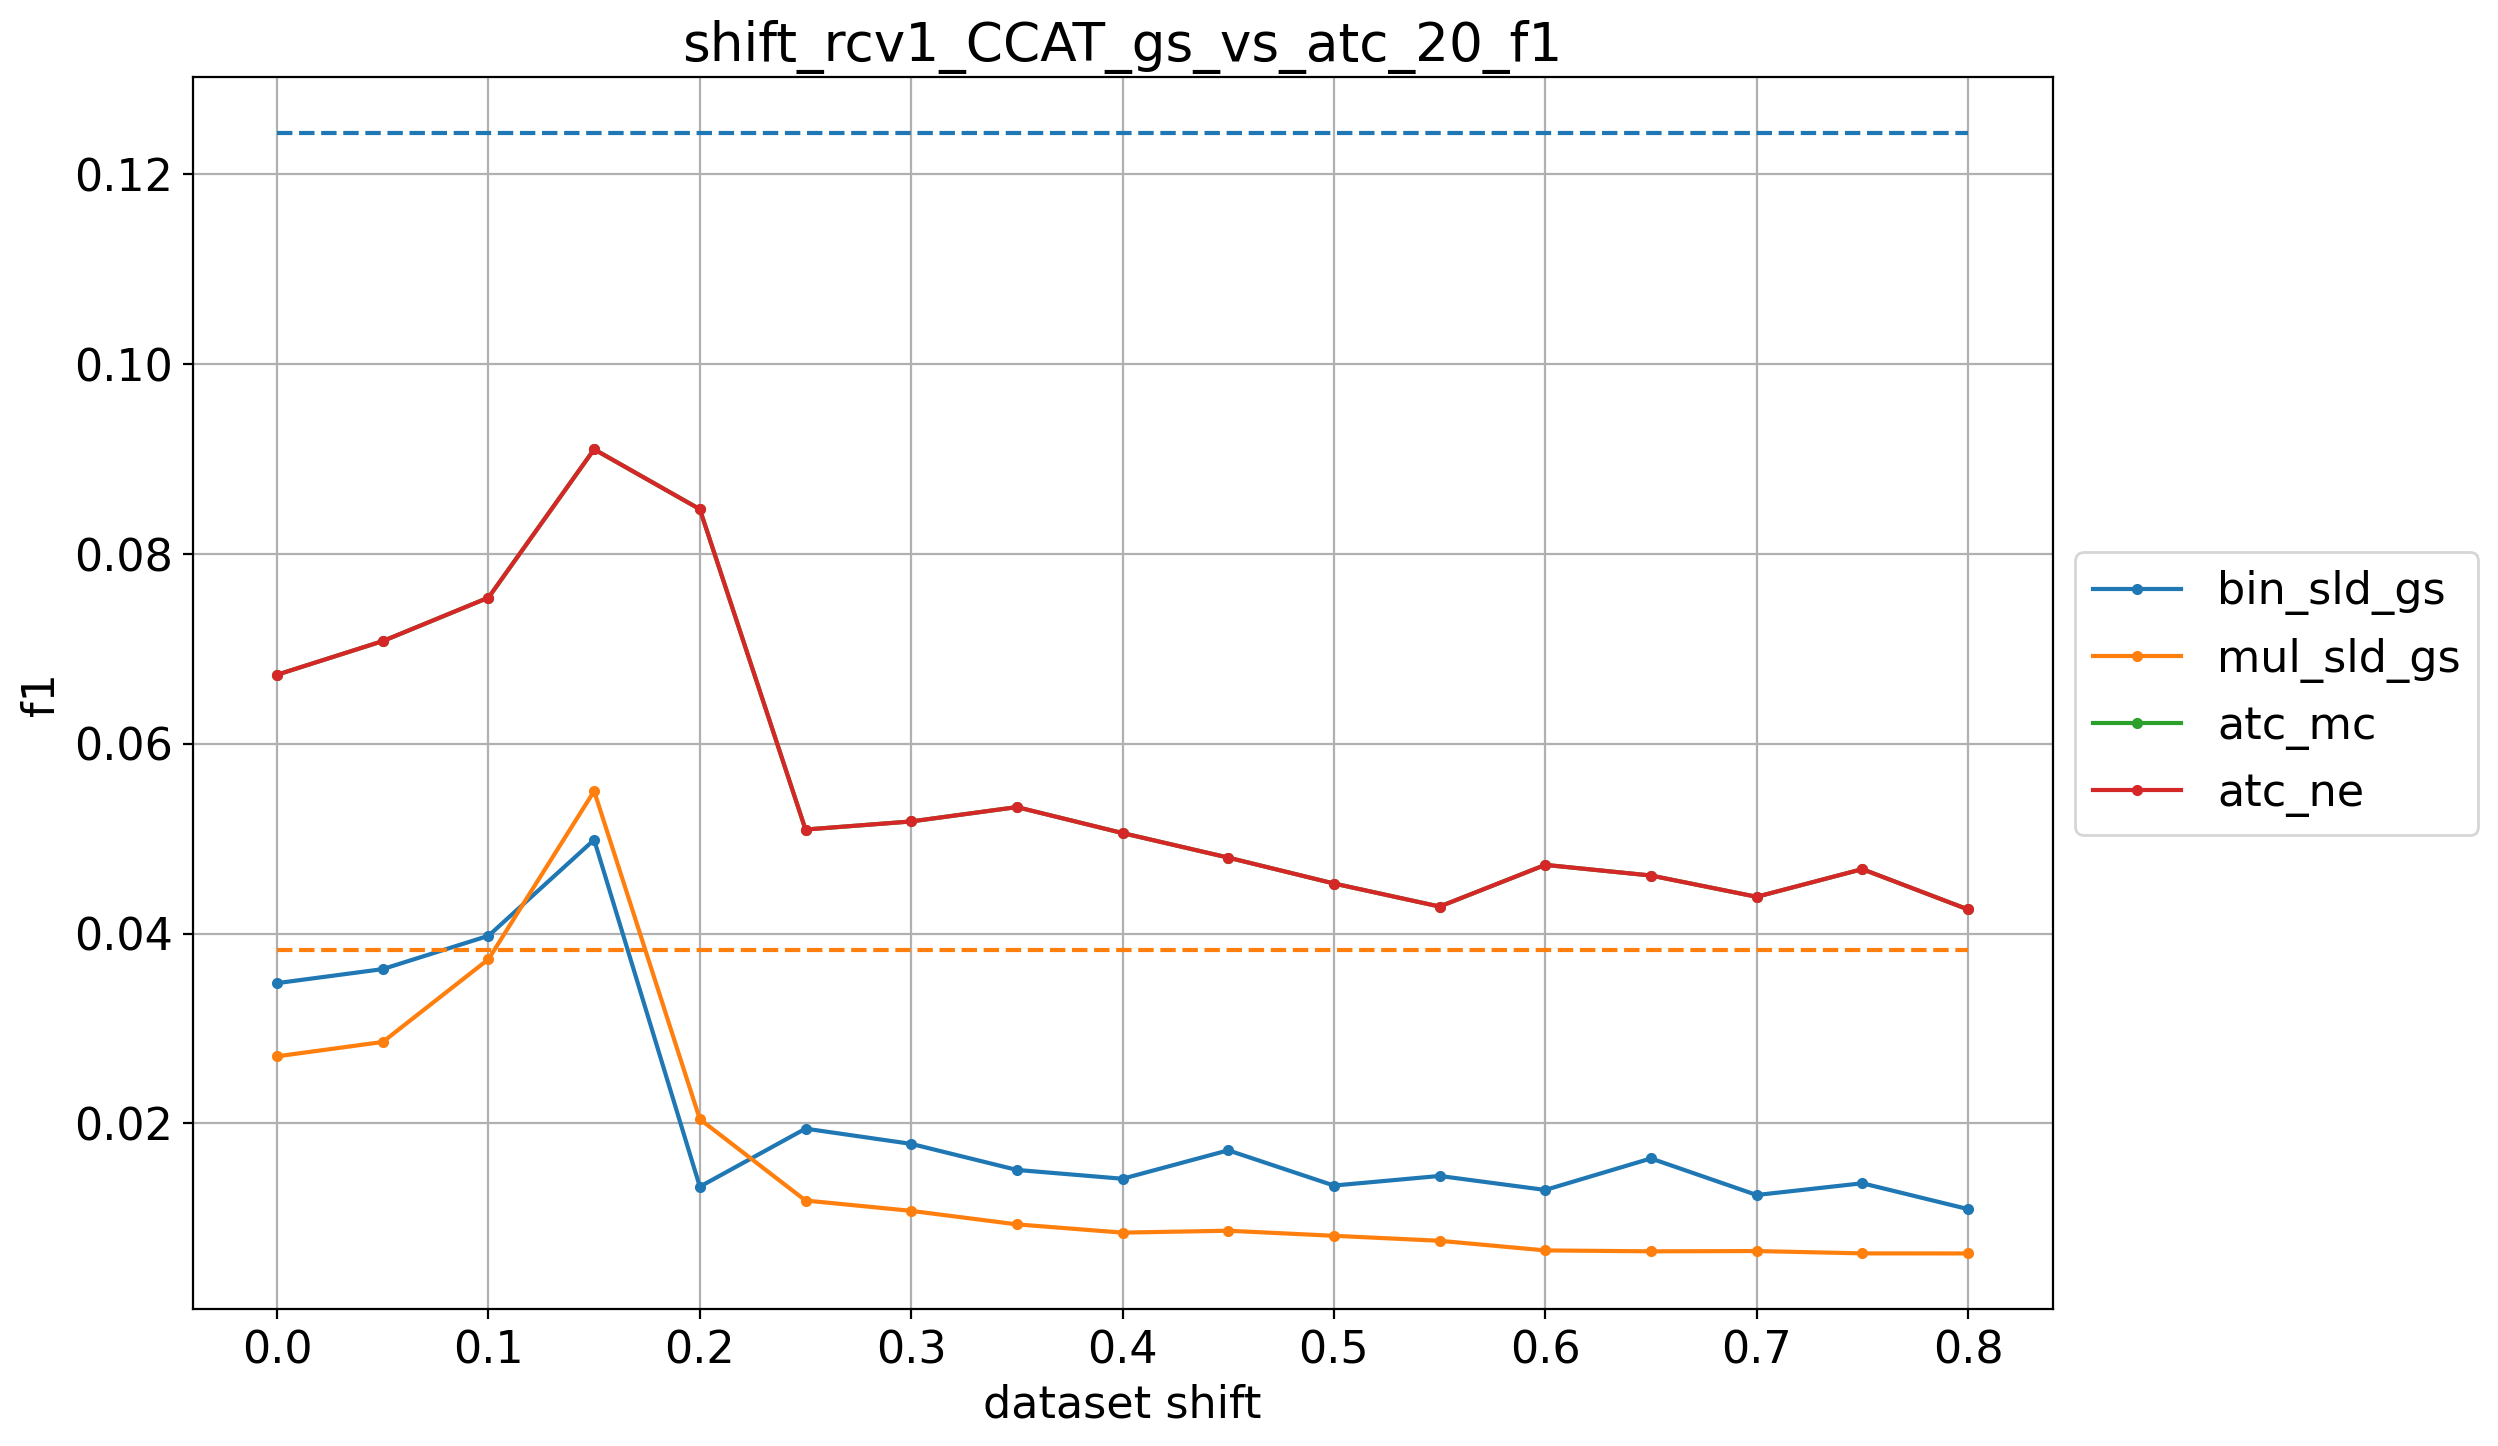 shift_rcv1_CCAT_gs_vs_atc_20_f1
0.12
0.10
0.08
0.06
0.04
0.02
f1
0.0 0.1 0.2 0.3 0.4 0.5 0.6 0.7 0.8
dataset shift
bin_sld_gs
mul_sld_gs
atc_mc
atc_ne